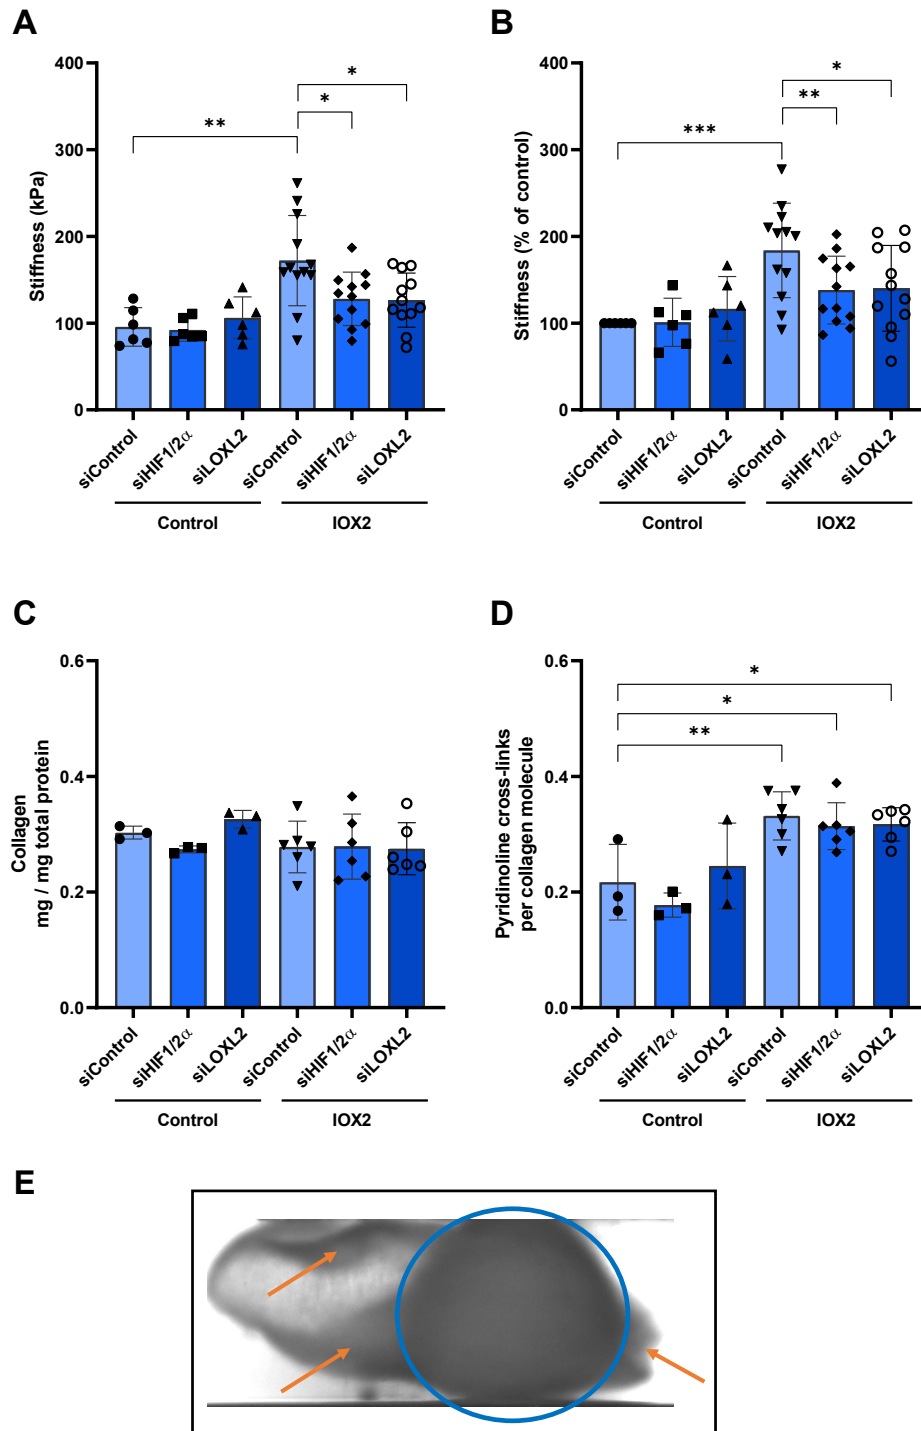 A
400
300
200
100
0
Stiffness (kPa)
**
*
*
siControl
siHIF1/2α
siLOXL2
siControl
siHIF1/2α
siLOXL2
Control
IOX2
B
400
300
200
100
0
Stiffness (% of control)
***
**
*
siControl
siHIF1/2α
siLOXL2
siControl
siHIF1/2α
siLOXL2
Control
IOX2
C
0.6
0.4
0.2
0.0
Collagen
mg / mg total protein
siControl
siHIF1/2α
siLOXL2
siControl
siHIF1/2α
siLOXL2
Control
IOX2
D
0.6
0.4
0.2
0.0
Pyridinoline cross-links
per collagen molecule
*
*
**
siControl
siHIF1/2α
siLOXL2
siControl
siHIF1/2α
siLOXL2
Control
IOX2
E